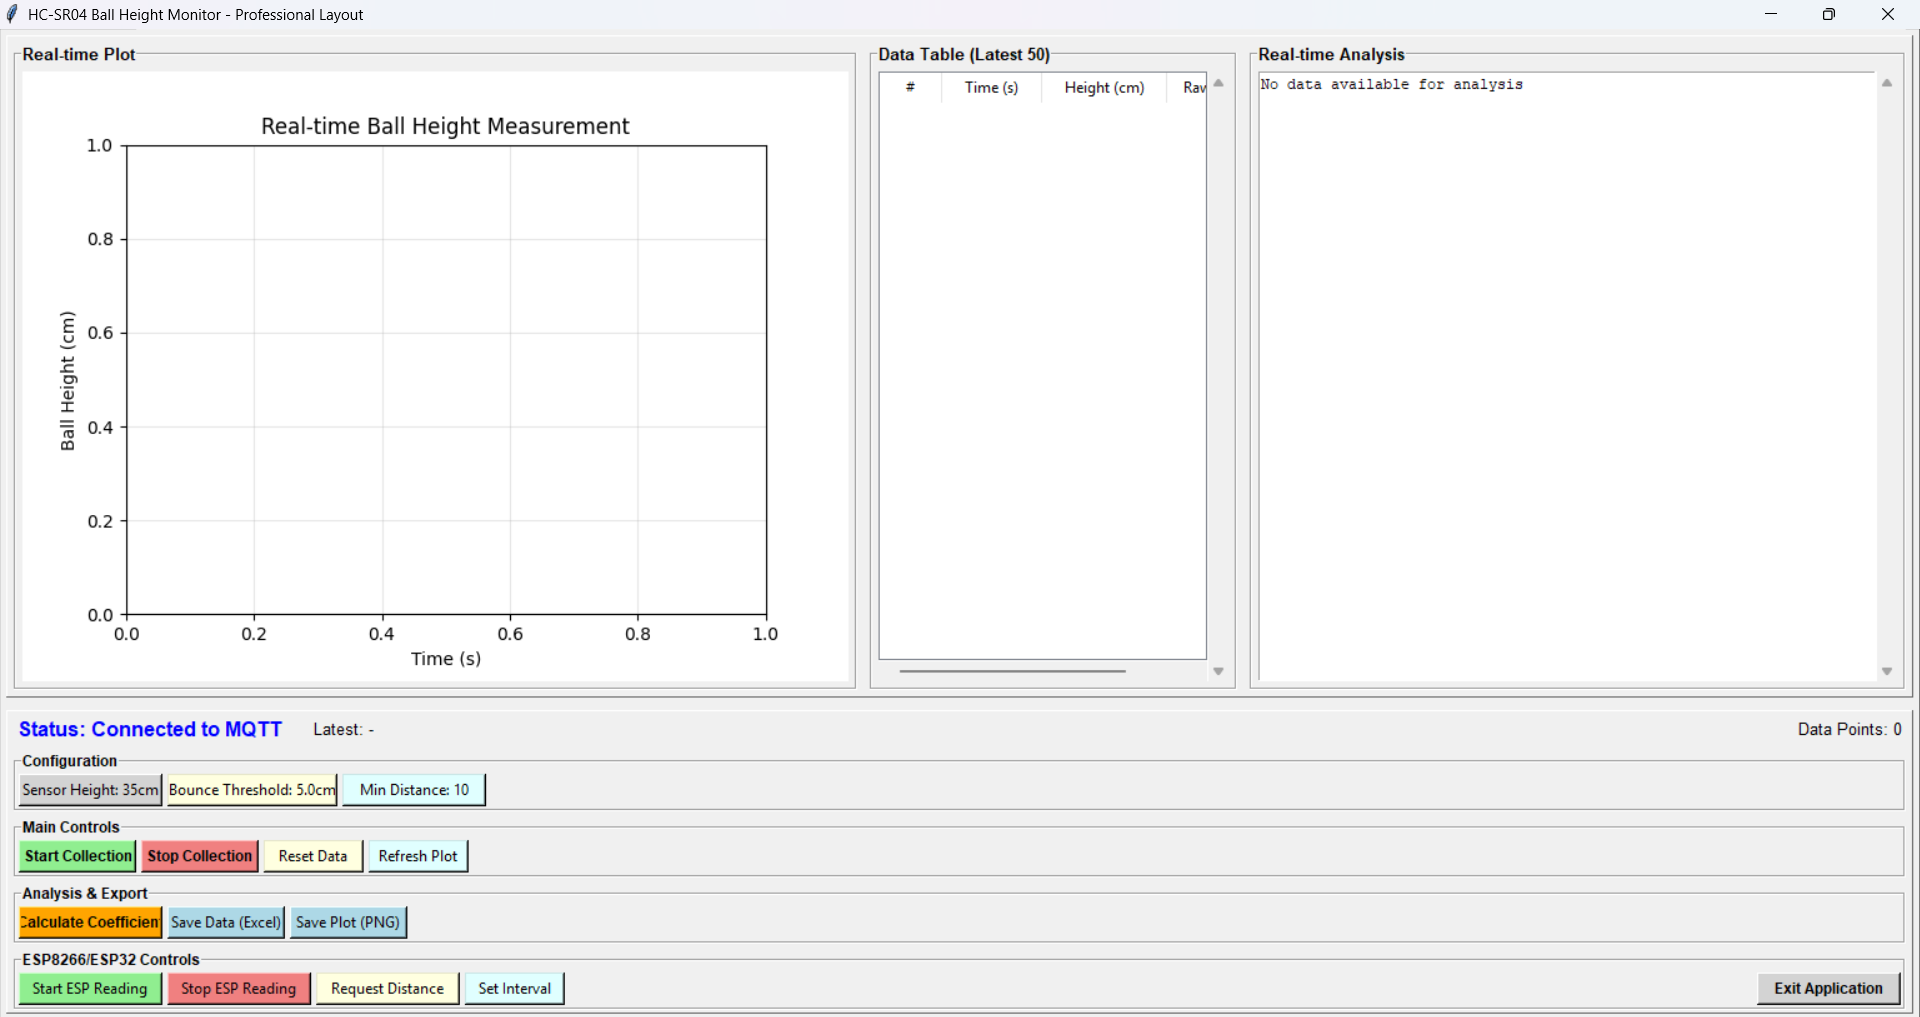 HC-SR04 Ball Height Monitor - Professional Layout
Real-time Plot
Real-time Ball Height Measurement
1.0
0.8
0.6
0.4
0.2
0.0
Ball Height (cm)
0.0 0.2 0.4 0.6 0.8 1.0
Time (s)
Data Table (Latest 50)
# Time (s) Height (cm)
Real-time Analysis
No data available for analysis
Status: Connected to MQTT Latest: - Data Points: 0
Configuration
Sensor Height: 35cm Bounce Threshold: 5.0cm Min Distance: 10
Main Controls
Start Collection Stop Collection Reset Data Refresh Plot
Analysis & Export
Calculate Coefficien Save Data (Excel) Save Plot (PNG)
ESP8266/ESP32 Controls
Start ESP Reading Stop ESP Reading Request Distance Set Interval Exit Application